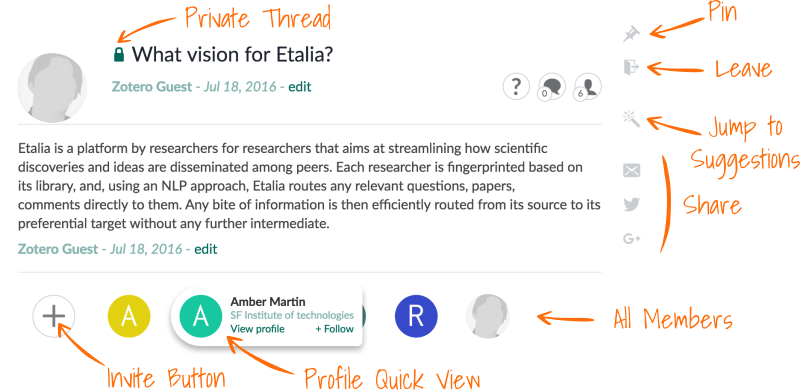 Private Thread
Pin
What vision for Etalia?
Zotero Guest - Jul 18, 2016 - edit
? 0 6
Leave
Jump to
Suggestions
Etalia is a platform by researchers for researchers that aims at streamlining how scientific
discoveries and ideas are disseminated among peers. Each researcher is fingerprinted based on
its library, and, using an NLP approach, Etalia routes any relevant questions, papers,
comments directly to them. Any bite of information is then efficiently routed from its source to its
preferential target without any further intermediate.
Zotero Guest - Jul 18, 2016 - edit
Share
G+
A
A
Amber Martin
SF Institute of technologies
View profile + Follow
R
All Members
Invite Button
Profile Quick View